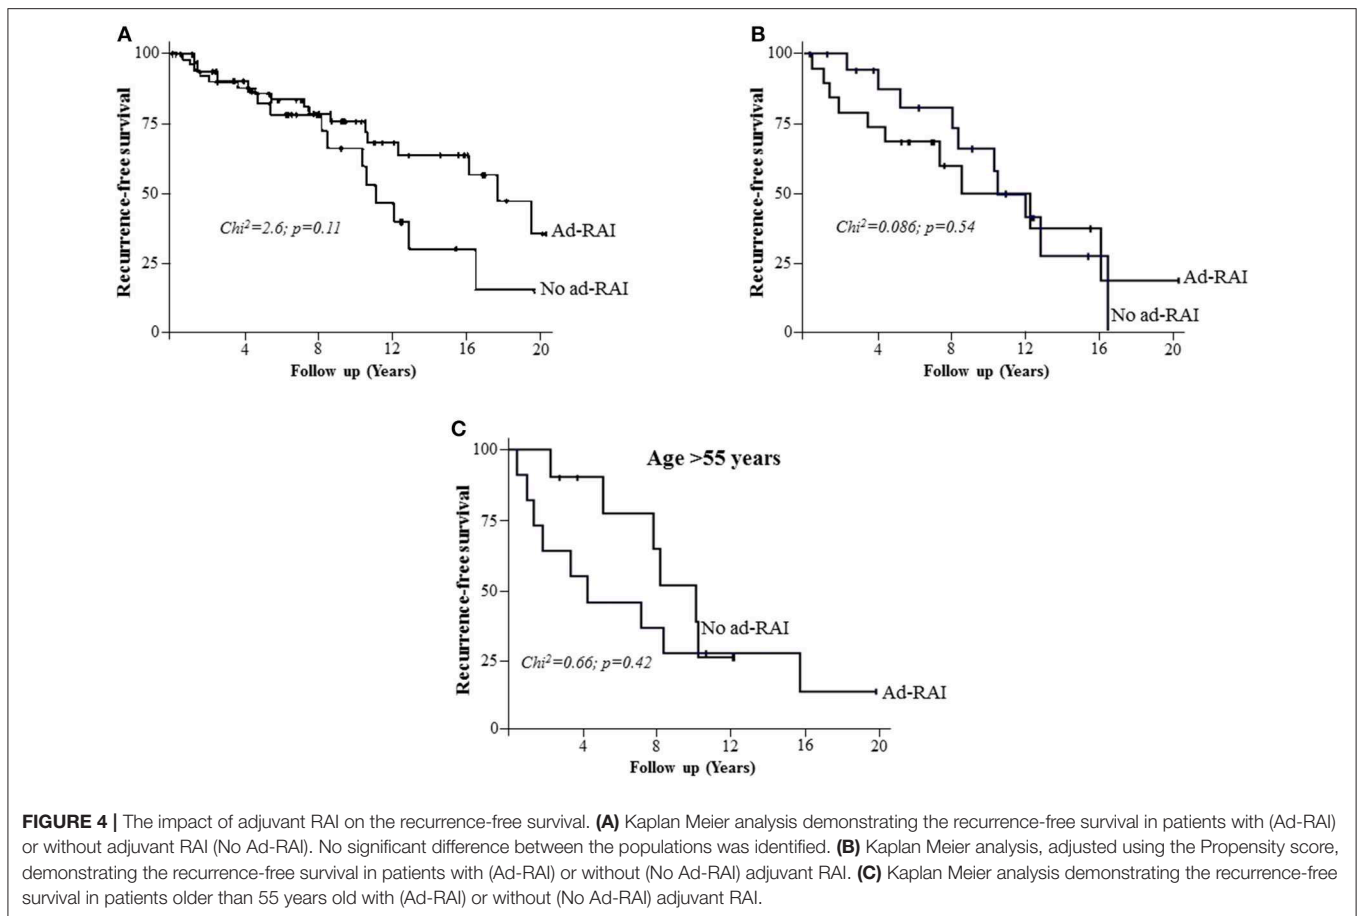 A
100
75
50
25
0
Recurrence-free survival
Chi²=2.6; p=0.11
Ad-RAI
No ad-RAI
4 8 12 16 20
Follow up (Years)
B
100
75
50
25
0
Recurrence-free survival
Chi²=0.086; p=0.54
Ad-RAI
No ad-RAI
4 8 12 16 20
Follow up (Years)
C
Age >55 years
100
75
50
25
0
Recurrence-free survival
No ad-RAI
Chi²=0.66; p=0.42
Ad-RAI
4 8 12 16 20
Follow up (Years)
FIGURE 4 | The impact of adjuvant RAI on the recurrence-free survival. (A) Kaplan Meier analysis demonstrating the recurrence-free survival in patients with (Ad-RAI)
or without adjuvant RAI (No Ad-RAI). No significant difference between the populations was identified. (B) Kaplan Meier analysis, adjusted using the Propensity score,
demonstrating the recurrence-free survival in patients with (Ad-RAI) or without (No Ad-RAI) adjuvant RAI. (C) Kaplan Meier analysis demonstrating the recurrence-free
survival in patients older than 55 years old with (Ad-RAI) or without (No Ad-RAI) adjuvant RAI.